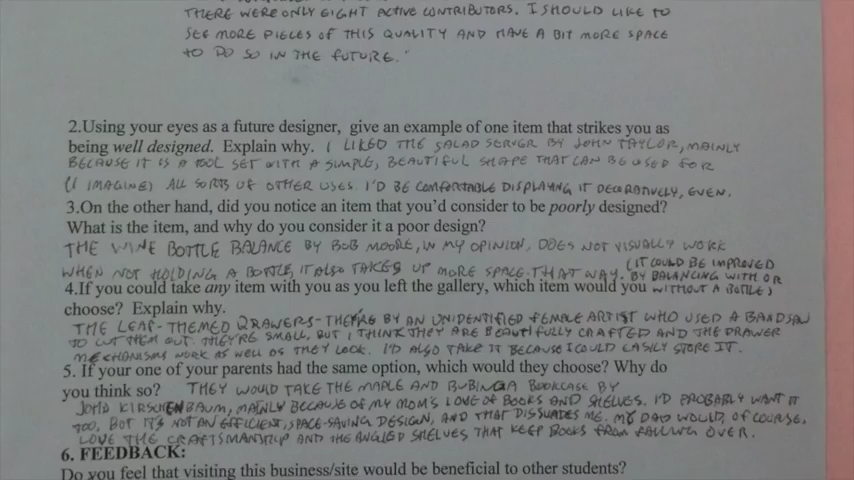 THERE WERE ONLY EIGHT ACTIVE CONTRIBUTORS. I SHOULD LIKE TO
SEE MORE PIECES OF THIS QUALITY AND HAVE A BIT MORE SPACE
TO DO SO IN THE FUTURE."
2.Using your eyes as a future designer, give an example of one item that strikes you as
being well designed. Explain why. I LIKED THE SALAD SERVER BY JOHN TAYLOR, MAINLY
BECAUSE IT IS A TOOL SET WITH A SIMPLE, BEAUTIFUL SHAPE THAT CAN BE USED FOR
(I IMAGINE) ALL SORTS OF OTHER USES. I'D BE COMFORTABLE DISPLAYING IT DECORATIVELY, EVEN.
3.On the other hand, did you notice an item that you'd consider to be poorly designed?
What is the item, and why do you consider it a poor design?
THE WINE BOTTLE BALANCE BY BOB MOORE, IN MY OPINION, DOES NOT VISUALLY WORK
WHEN NOT HOLDING A BOTTLE, IT ALSO TAKES UP MORE SPACE THAT WAY. (IT COULD BE IMPROVED
BY BALANCING WITH OR
WITHOUT A BOTTLE)
4.If you could take any item with you as you left the gallery, which item would you
choose? Explain why.
THE LEAF-THEMED DRAWERS-THEY'RE BY AN UNIDENTIFIED FEMALE ARTIST WHO USED A BANDSAW
TO CUT THEM OUT. THEY'RE SMALL, BUT I THINK THEY ARE BEAUTIFULLY CRAFTED AND THE DRAWER
MECHANISMS WORK AS WELL AS THEY LOOK. I'D ALSO TAKE IT BECAUSE I COULD EASILY STORE IT.
5. If your one of your parents had the same option, which would they choose? Why do
you think so? THEY WOULD TAKE THE MAPLE AND BUBINGA BOOKCASE BY
JOHN KIRSCHENBAUM, MAINLY BECAUSE OF MY MOM'S LOVE OF BOOKS AND SHELVES. I'D PROBABLY WANT IT
TOO, BUT IT'S NOT AN EFFICIENT, SPACE-SAVING DESIGN, AND THAT DISSUADES ME. MY DAD WOULD, OF COURSE,
LOVE THE CRAFTSMANSHIP AND THE ANGLED SHELVES THAT KEEP BOOKS FROM FALLING OVER.
6. FEEDBACK:
Do you feel that visiting this business/site would be beneficial to other students?